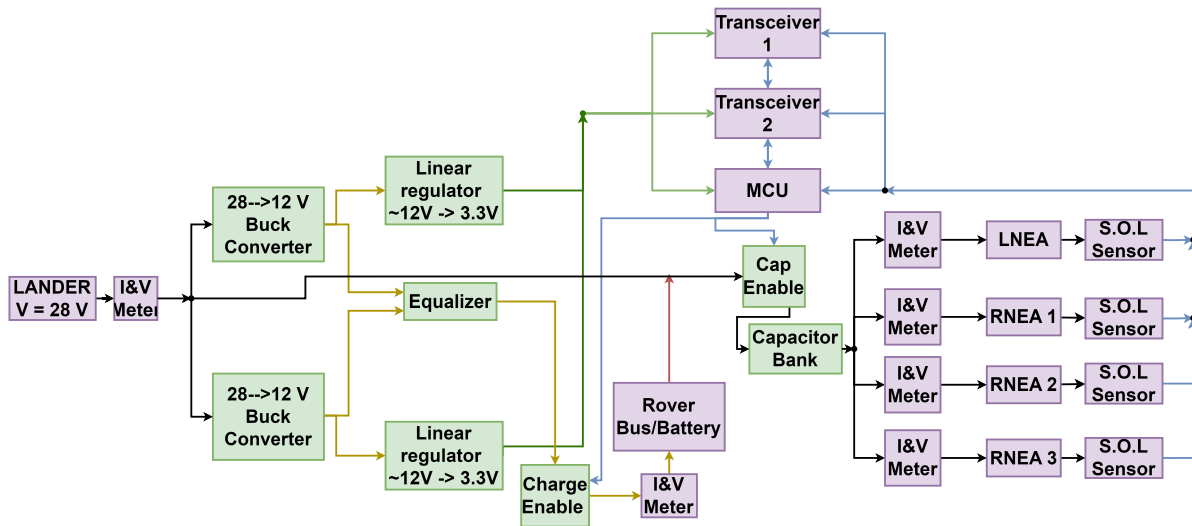 Transceiver
1
Transceiver
2
MCU
Linear
regulator
~12V -> 3.3V
28-->12 V
Buck
Converter
LANDER
V = 28 V
I&V
Meter
Equalizer
28-->12 V
Buck
Converter
Linear
regulator
~12V -> 3.3V
Charge
Enable
I&V
Meter
Rover
Bus/Battery
Cap
Enable
Capacitor
Bank
I&V
Meter
LNEA
S.O.L
Sensor
I&V
Meter
RNEA 1
S.O.L
Sensor
I&V
Meter
RNEA 2
S.O.L
Sensor
I&V
Meter
RNEA 3
S.O.L
Sensor